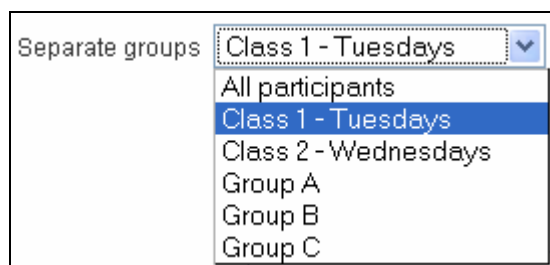 Separate groups Class 1 - Tuesdays
All participants
Class 1 - Tuesdays
Class 2 - Wednesdays
Group A
Group B
Group C